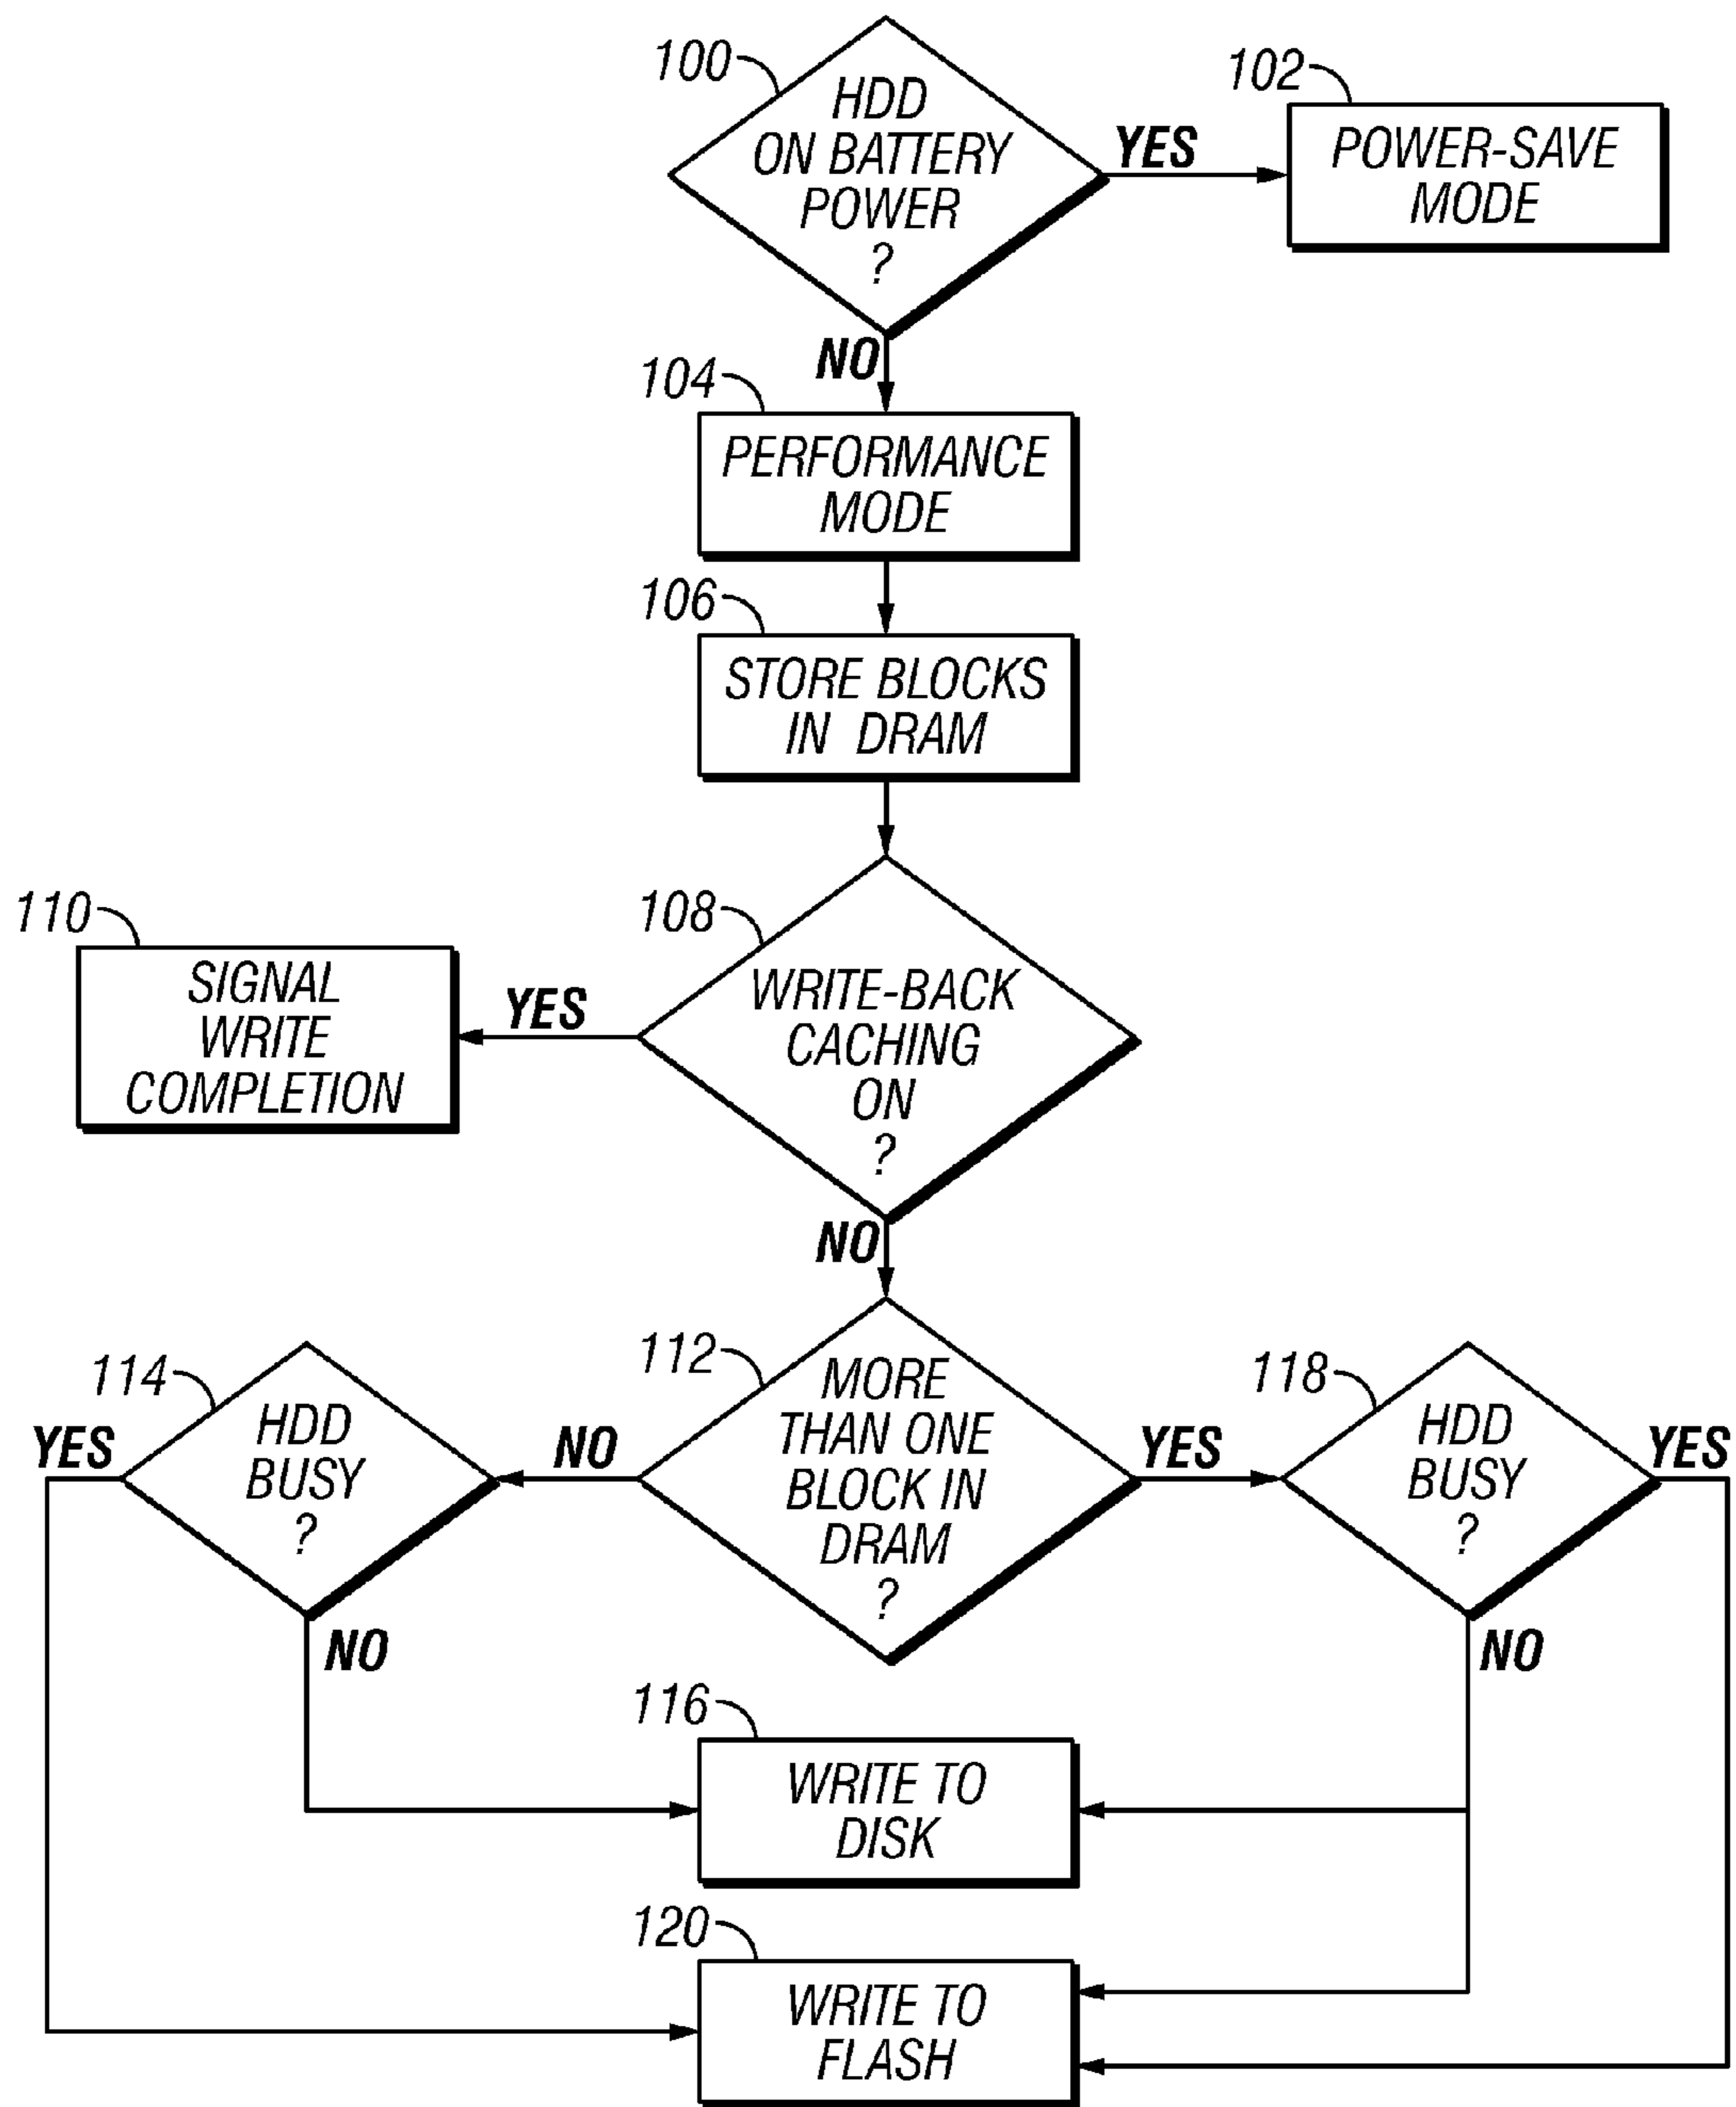 100
HDD
ON BATTERY
POWER
?
YES
102
POWER-SAVE
MODE
NO
104
PERFORMANCE
MODE
106
STORE BLOCKS
IN DRAM
108
WRITE-BACK
CACHING
ON
?
YES
110
SIGNAL
WRITE
COMPLETION
NO
112
MORE
THAN ONE
BLOCK IN
DRAM
?
NO
114
HDD
BUSY
?
YES
NO
YES
118
HDD
BUSY
?
YES
NO
116
WRITE TO
DISK
120
WRITE TO
FLASH